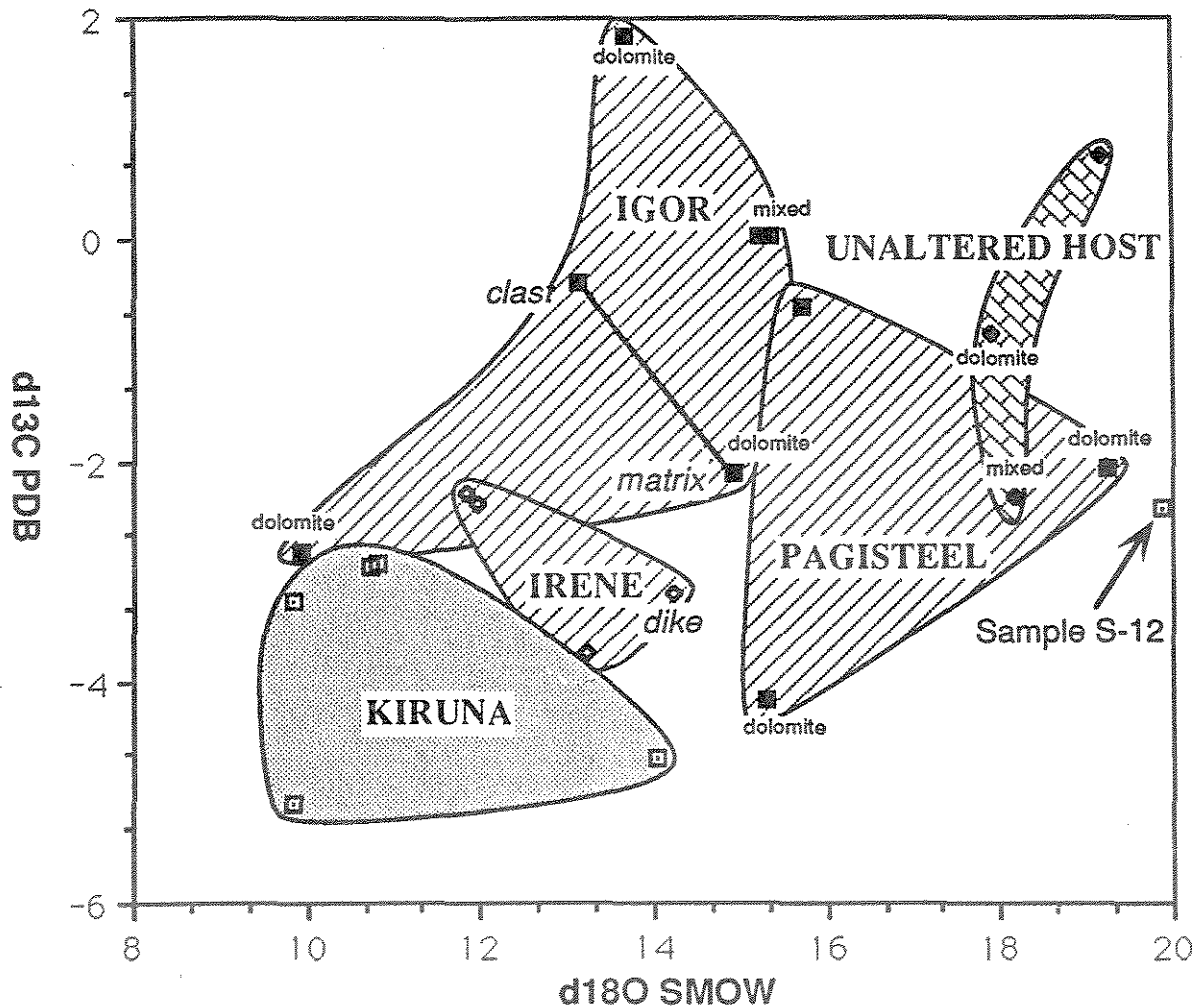 2
dolomite
IGOR
mixed
0
UNALTERED HOST
clast
dolomite
d13C PDB
-2
dolomite
dolomite
matrix
mixed
dolomite
PAGISTEEL
IRENE
dike
Sample S-12
-4
KIRUNA
dolomite
-6
8
10
12
14
16
18
20
d18O SMOW